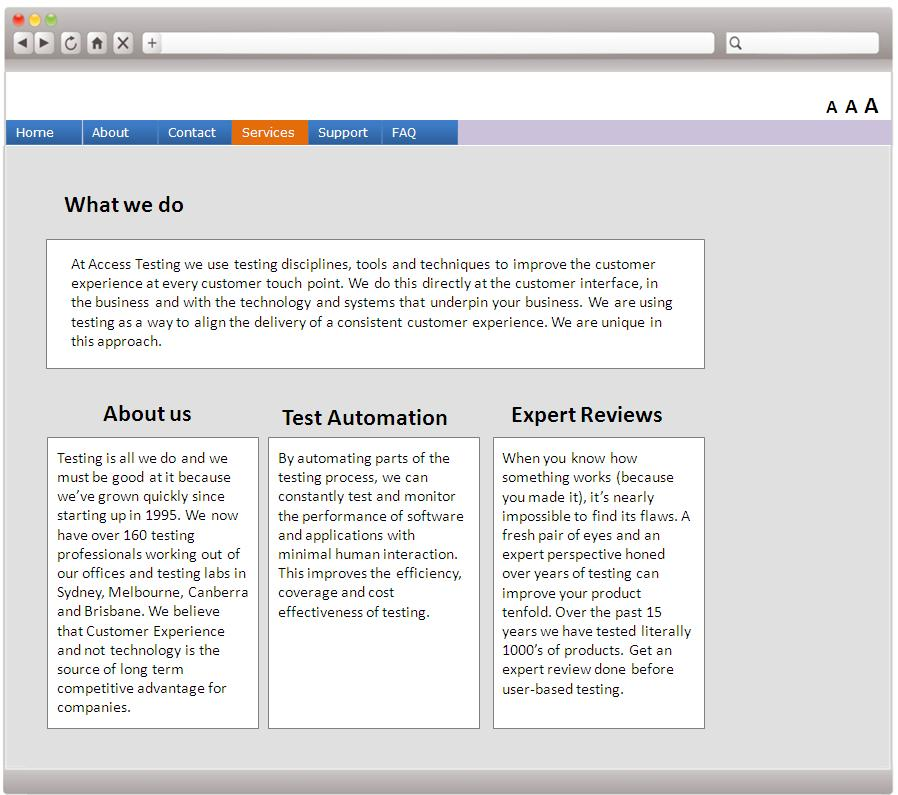 A A A
Home About Contact Services Support FAQ
What we do
At Access Testing we use testing disciplines, tools and techniques to improve the customer
experience at every customer touch point. We do this directly at the customer interface, in
the business and with the technology and systems that underpin your business. We are using
testing as a way to align the delivery of a consistent customer experience. We are unique in
this approach.
About us
Testing is all we do and we
must be good at it because
we’ve grown quickly since
starting up in 1995. We now
have over 160 testing
professionals working out of
our offices and testing labs in
Sydney, Melbourne, Canberra
and Brisbane. We believe
that Customer Experience
and not technology is the
source of long term
competitive advantage for
companies.
Test Automation
By automating parts of the
testing process, we can
constantly test and monitor
the performance of software
and applications with
minimal human interaction.
This improves the efficiency,
coverage and cost
effectiveness of testing.
Expert Reviews
When you know how
something works (because
you made it), it’s nearly
impossible to find its flaws. A
fresh pair of eyes and an
expert perspective honed
over years of testing can
improve your product
tenfold. Over the past 15
years we have tested literally
1000’s of products. Get an
expert review done before
user-based testing.